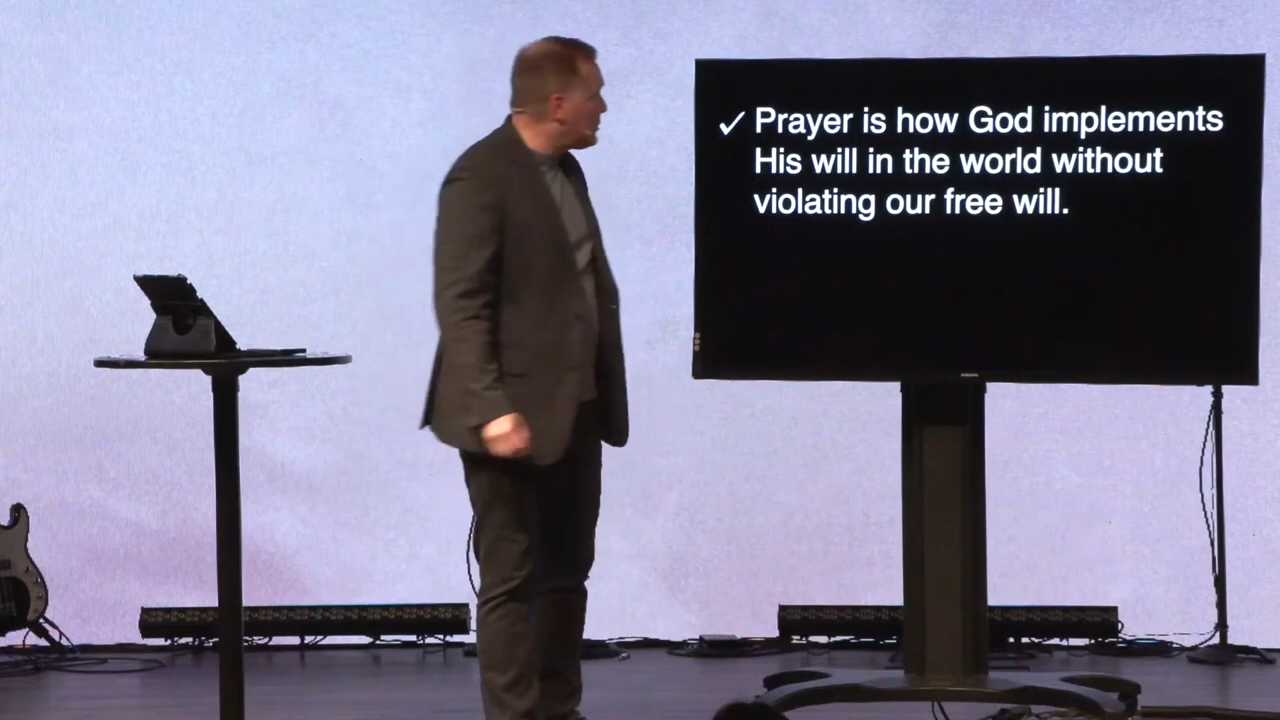 ✓ Prayer is how God implements
His will in the world without
violating our free will.